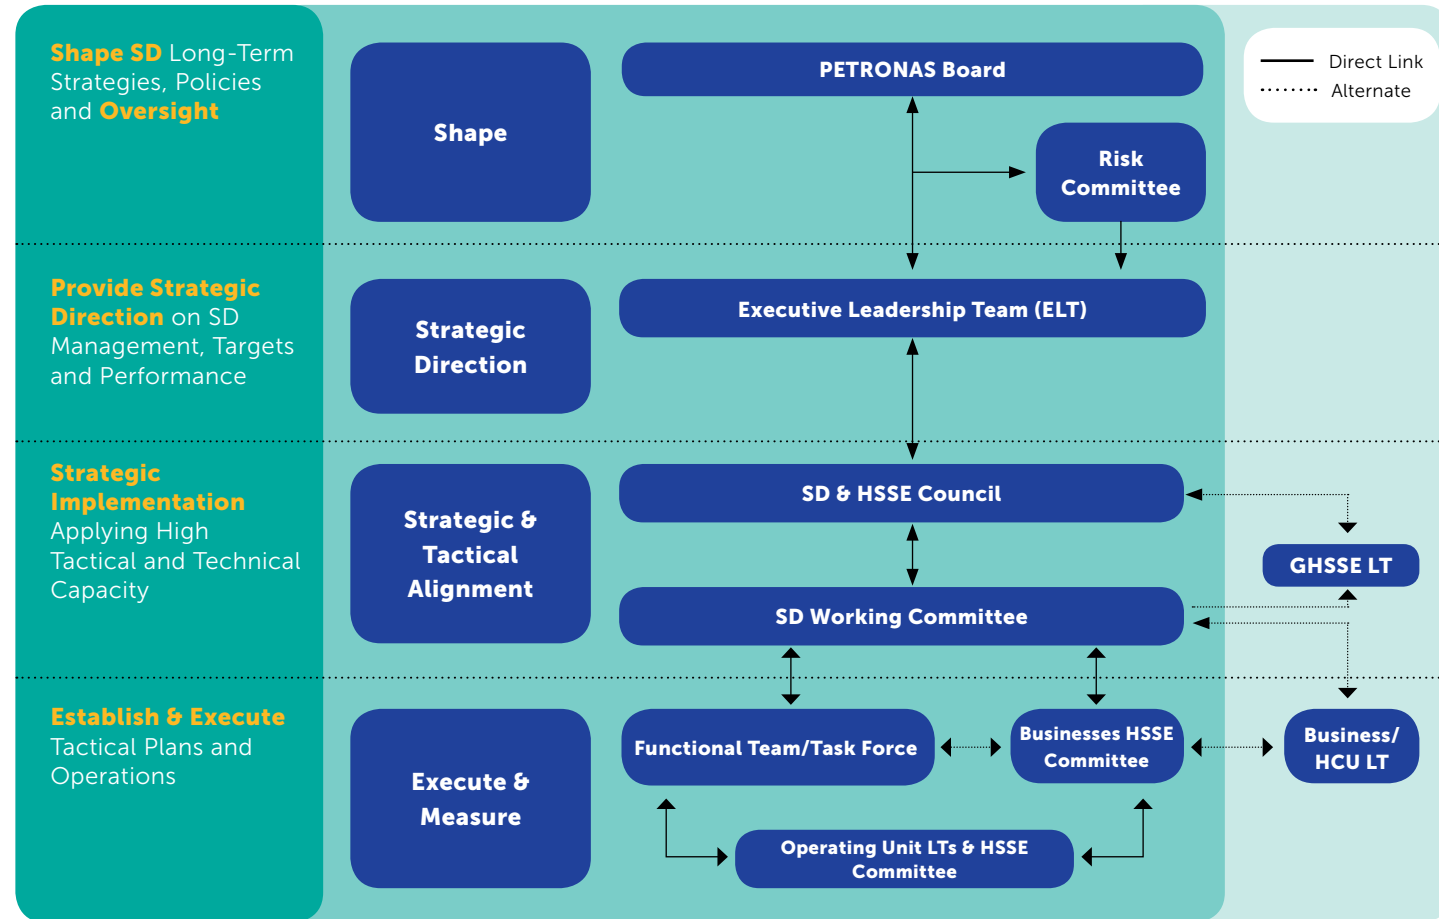 Shape SD Long-Term
Strategies, Policies
and Oversight
Shape
PETRONAS Board
Risk
Committee
Direct Link
Alternate
Provide Strategic
Direction on SD
Management, Targets
and Performance
Strategic
Direction
Executive Leadership Team (ELT)
Strategic
Implementation
Applying High
Tactical and Technical
Capacity
Strategic &
Tactical
Alignment
SD & HSSE Council
GHSSE LT
SD Working Committee
Establish & Execute
Tactical Plans and
Operations
Execute &
Measure
Functional Team/Task Force
Businesses HSSE
Committee
Business/
HCU LT
Operating Unit LTs & HSSE
Committee